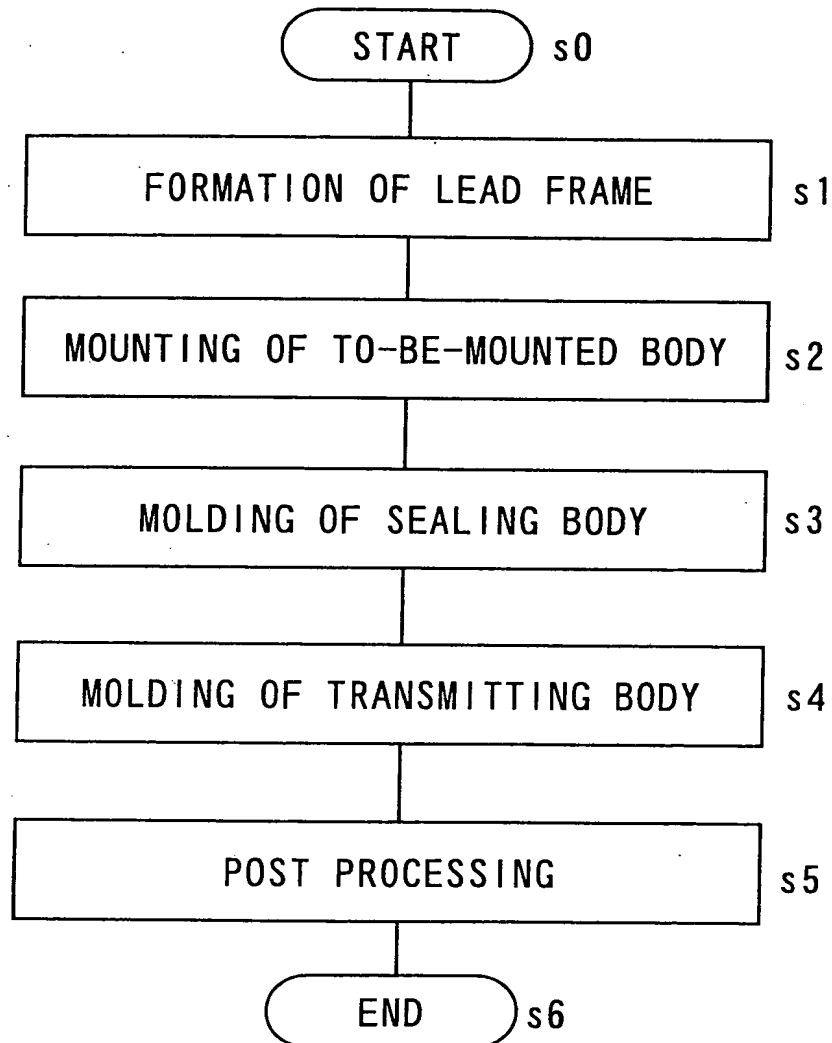 START s0
FORMATION OF LEAD FRAME s1
MOUNTING OF TO-BE-MOUNTED BODY s2
MOLDING OF SEALING BODY s3
MOLDING OF TRANSMITTING BODY s4
POST PROCESSING s5
END s6